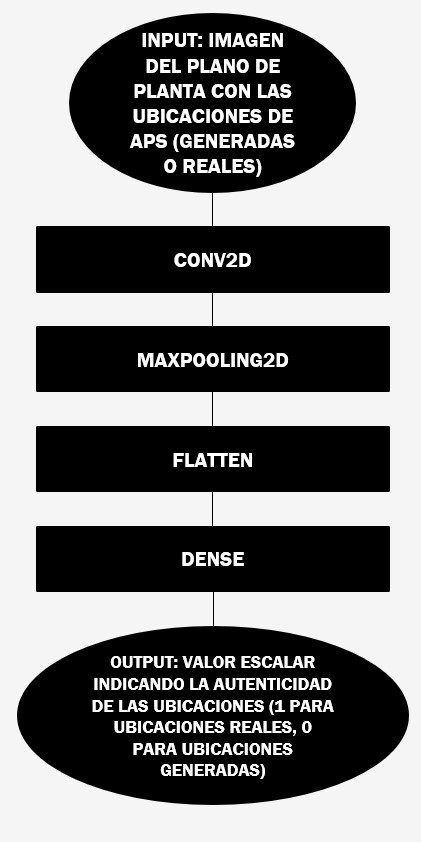 INPUT: IMAGEN
DEL PLANO DE
PLANTA CON LAS
UBICACIONES DE
APS (GENERADAS
O REALES)
CONV2D
MAXPOOLING2D
FLATTEN
DENSE
OUTPUT: VALOR ESCALAR
INDICANDO LA AUTENTICIDAD
DE LAS UBICACIONES (1 PARA
UBICACIONES REALES, 0
PARA UBICACIONES
GENERADAS)